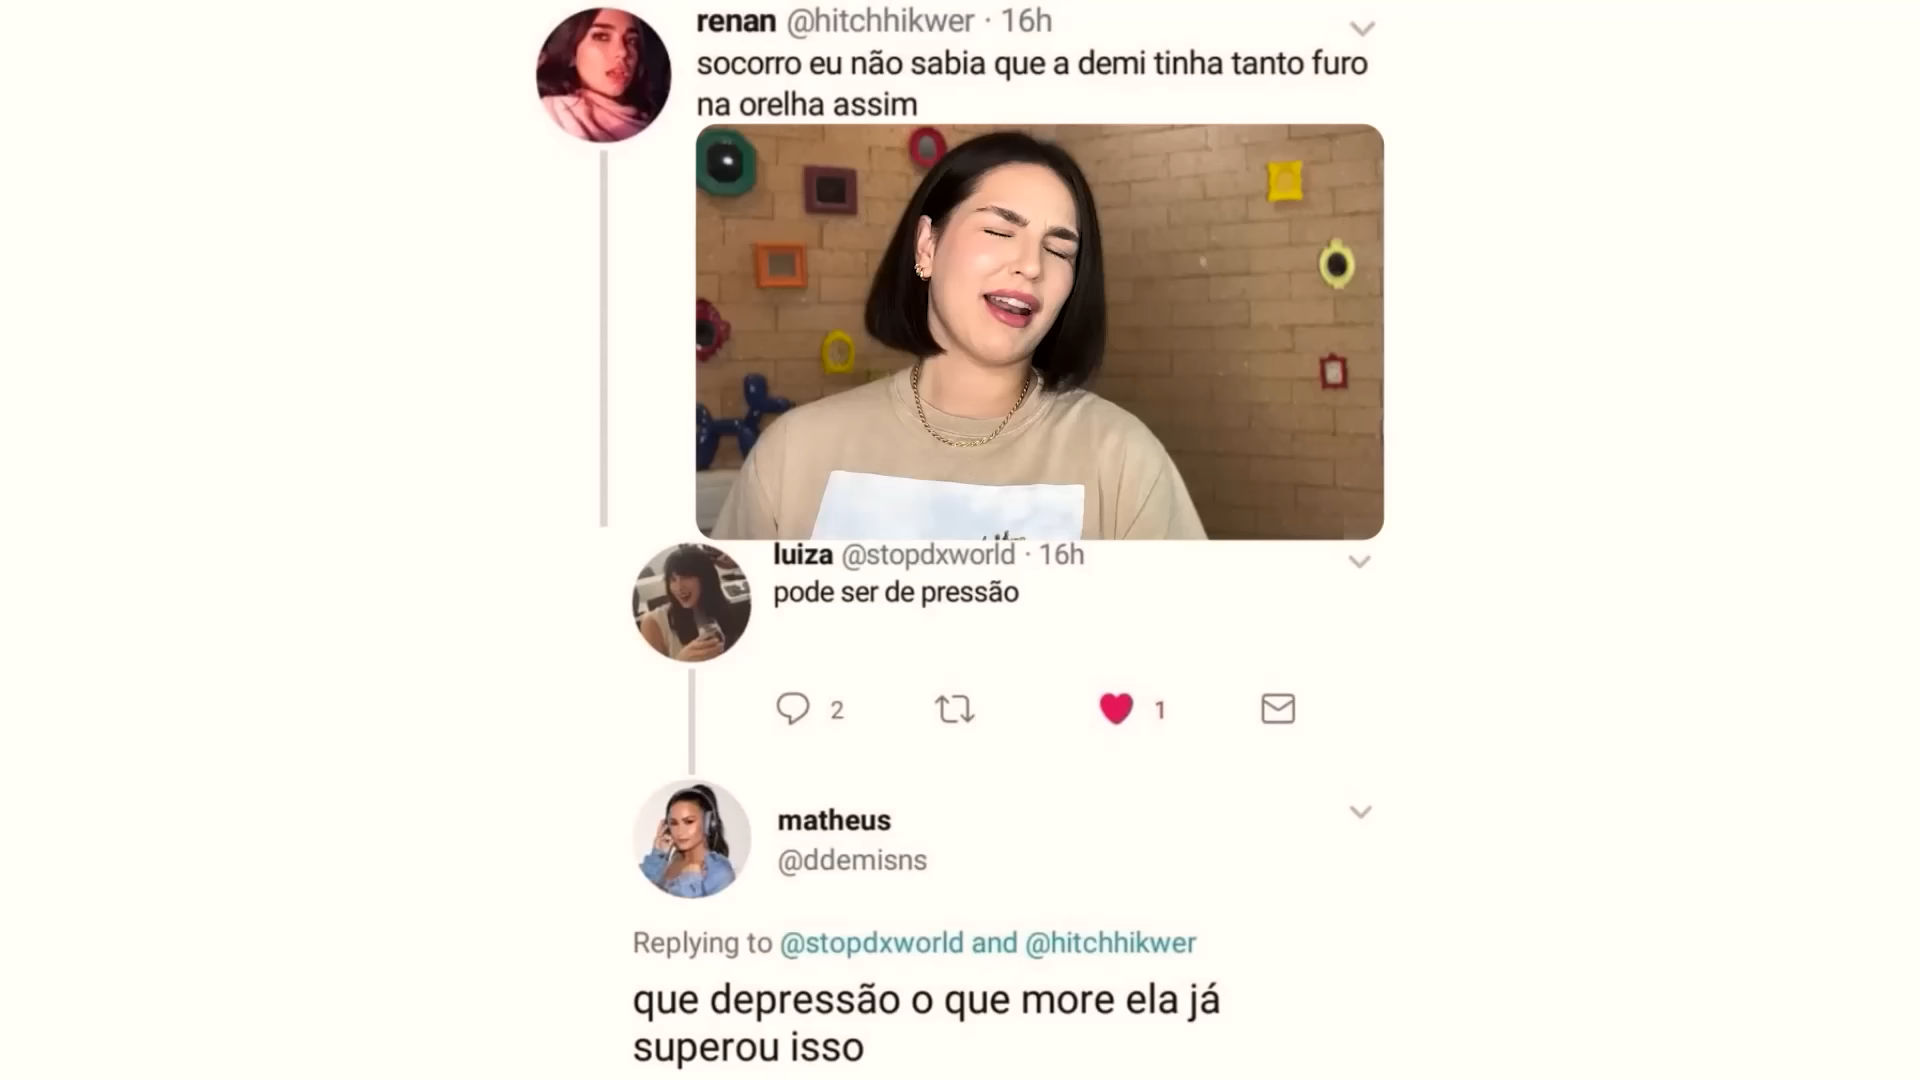 renan @hitchhikwer · 16h
socorro eu não sabia que a demi tinha tanto furo
na orelha assim
luiza @stopdxworld · 16h
pode ser de pressão
2
1
matheus
@ddemisns
Replying to @stopdxworld and @hitchhikwer
que depressão o que more ela já
superou isso